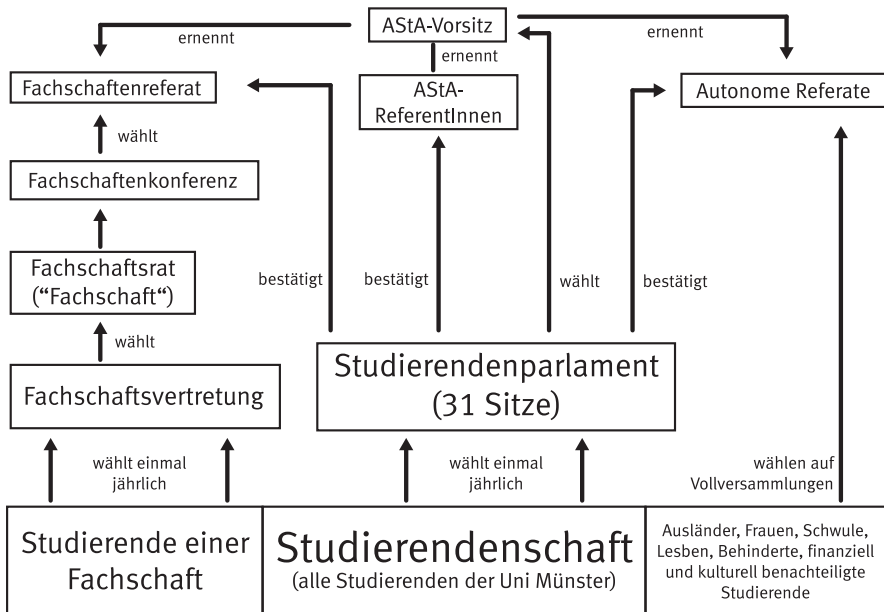 AStA-Vorsitz
ernennt
ernennt
ernennt
Fachschaftenreferat
AStA-
ReferentInnen
Autonome Referate
wählt
Fachschaftenkonferenz
Fachschaftsrat
(“Fachschaft“)
bestätigt
bestätigt
wählt
bestätigt
wählt
Studierendenparlament
(31 Sitze)
Fachschaftsvertretung
wählt einmal
jährlich
wählt einmal
jährlich
wählen auf
Vollversammlungen
Studierende einer
Fachschaft
Studierendenschaft
(alle Studierenden der Uni Münster)
Ausländer, Frauen, Schwule,
Lesben, Behinderte, finanziell
und kulturell benachteiligte
Studierende